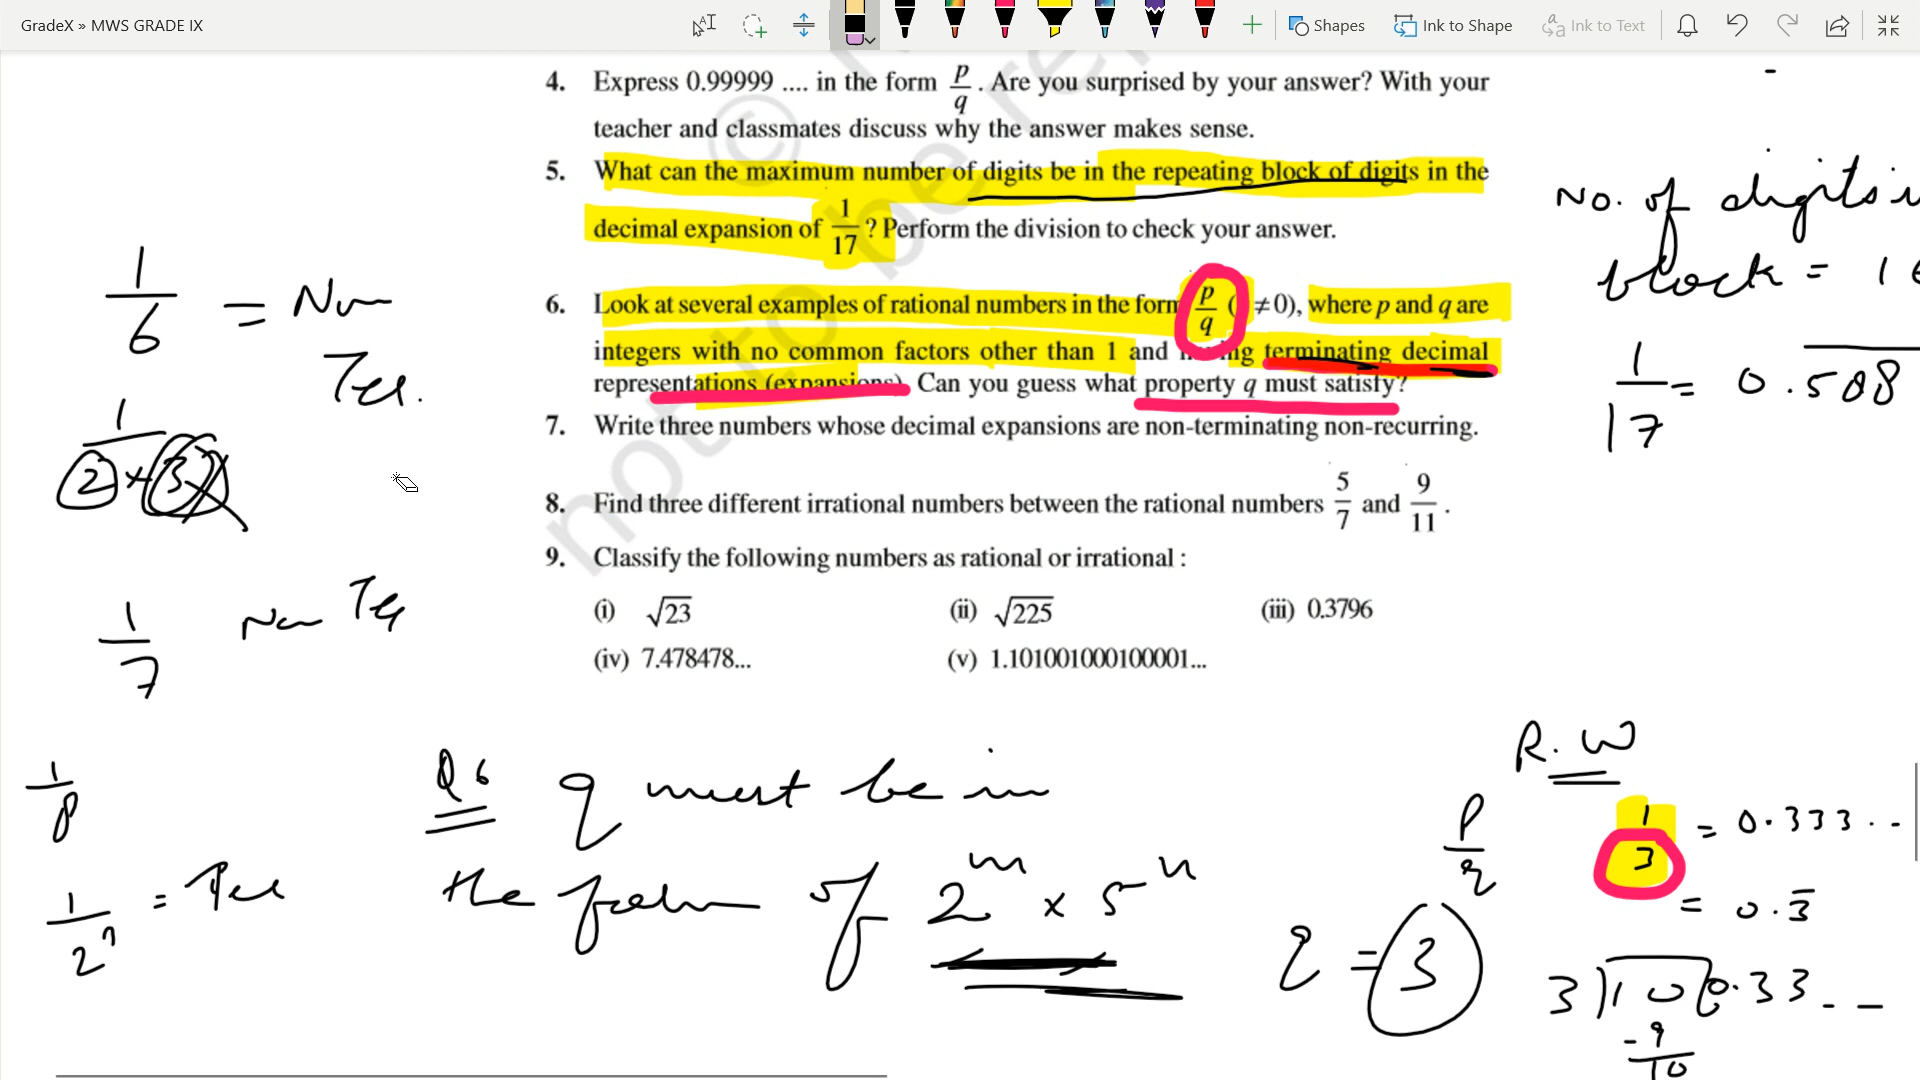 GradeX » MWS GRADE IX
Shapes
Ink to Shape
Ink to Text
4. Express 0.99999 .... in the form p/q . Are you surprised by your answer? With your
teacher and classmates discuss why the answer makes sense.
5. What can the maximum number of digits be in the repeating block of digits in the
decimal expansion of 1/17 ? Perform the division to check your answer.
6. Look at several examples of rational numbers in the form p/q ( ≠ 0), where p and q are
integers with no common factors other than 1 and terminating decimal
representations (expansions). Can you guess what property q must satisfy?
7. Write three numbers whose decimal expansions are non-terminating non-recurring.
8. Find three different irrational numbers between the rational numbers 5/7 and 9/11 .
9. Classify the following numbers as rational or irrational :
(i) √23 (ii) √225 (iii) 0.3796
(iv) 7.478478... (v) 1.101001000100001...
No. of digits
block = 1
1/17 = 0.508
1/6 = Non
Ter.
1/2×3
1/7 Non Ter
1/8
= Ter
Q6 q must be in
the form of 2^m × 5^n
R.W
p/q
1/3 = 0.333..
= 0.3̅
q = 3
3)10(0.33..
-9
10
not to be re
©